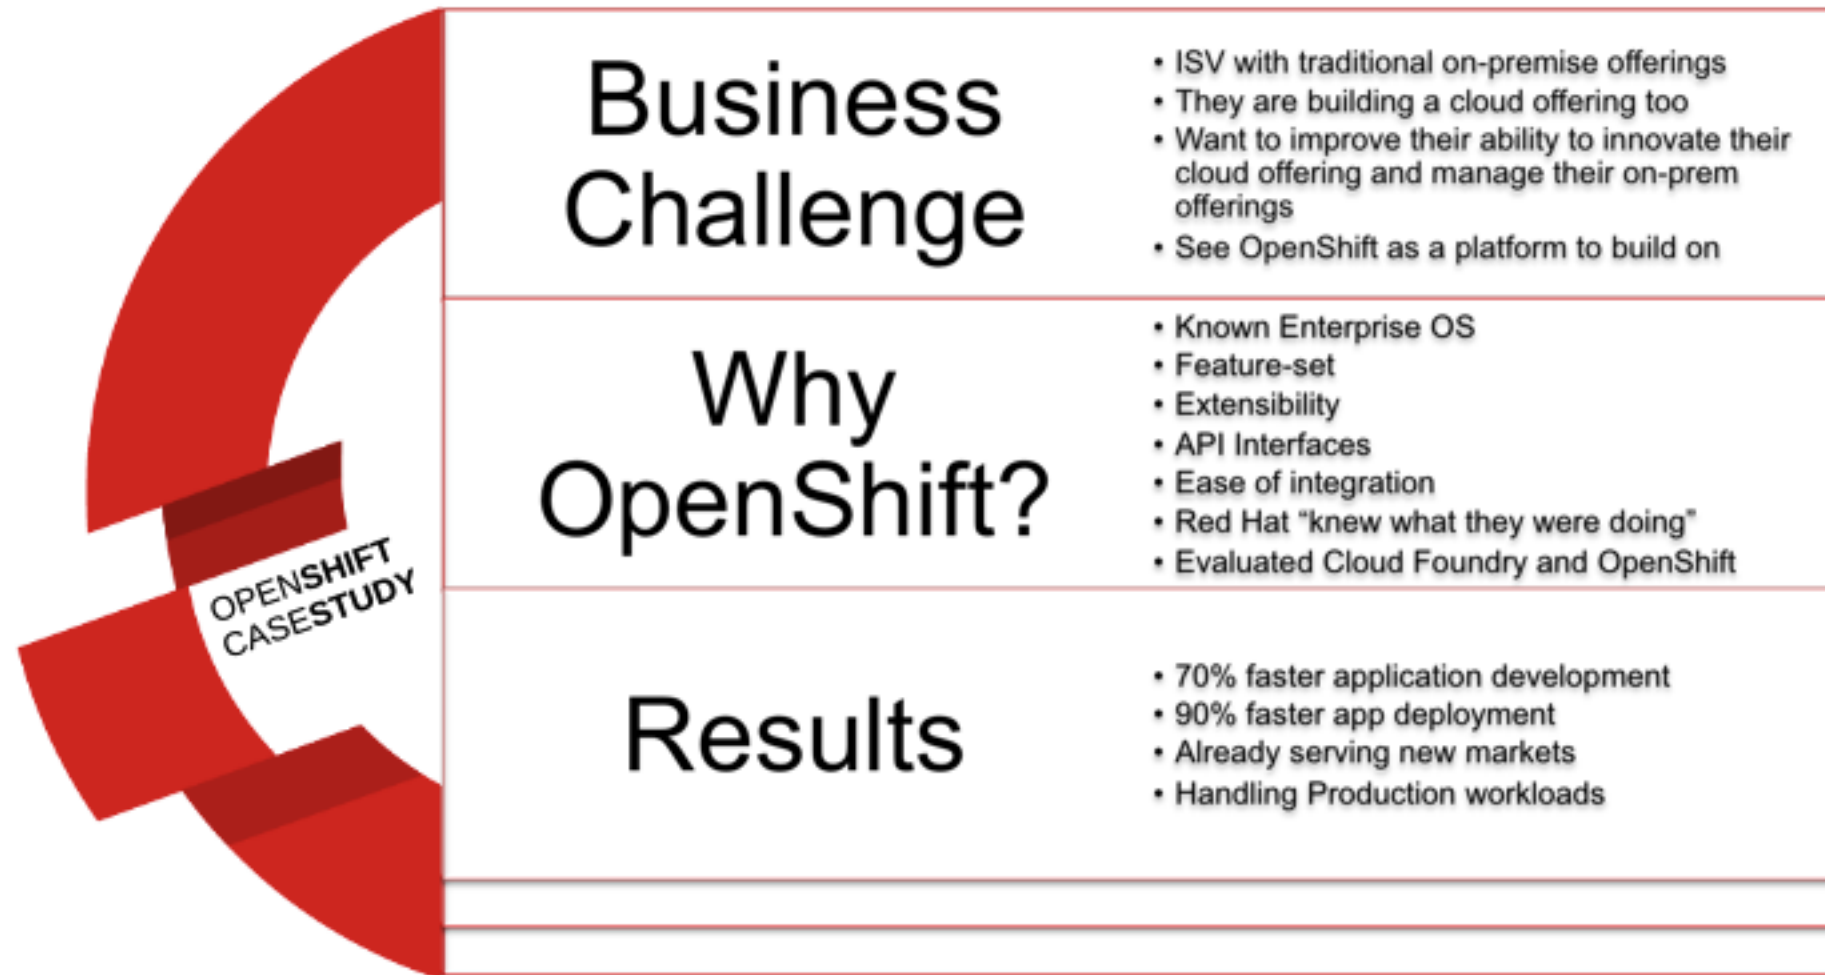 Business
Challenge
• ISV with traditional on-premise offerings
• They are building a cloud offering too
• Want to improve their ability to innovate their
cloud offering and manage their on-prem
offerings
• See OpenShift as a platform to build on
Why
OpenShift?
• Known Enterprise OS
• Feature-set
• Extensibility
• API Interfaces
• Ease of integration
• Red Hat “knew what they were doing”
• Evaluated Cloud Foundry and OpenShift
OPENSHIFT
CASESTUDY
Results
• 70% faster application development
• 90% faster app deployment
• Already serving new markets
• Handling Production workloads